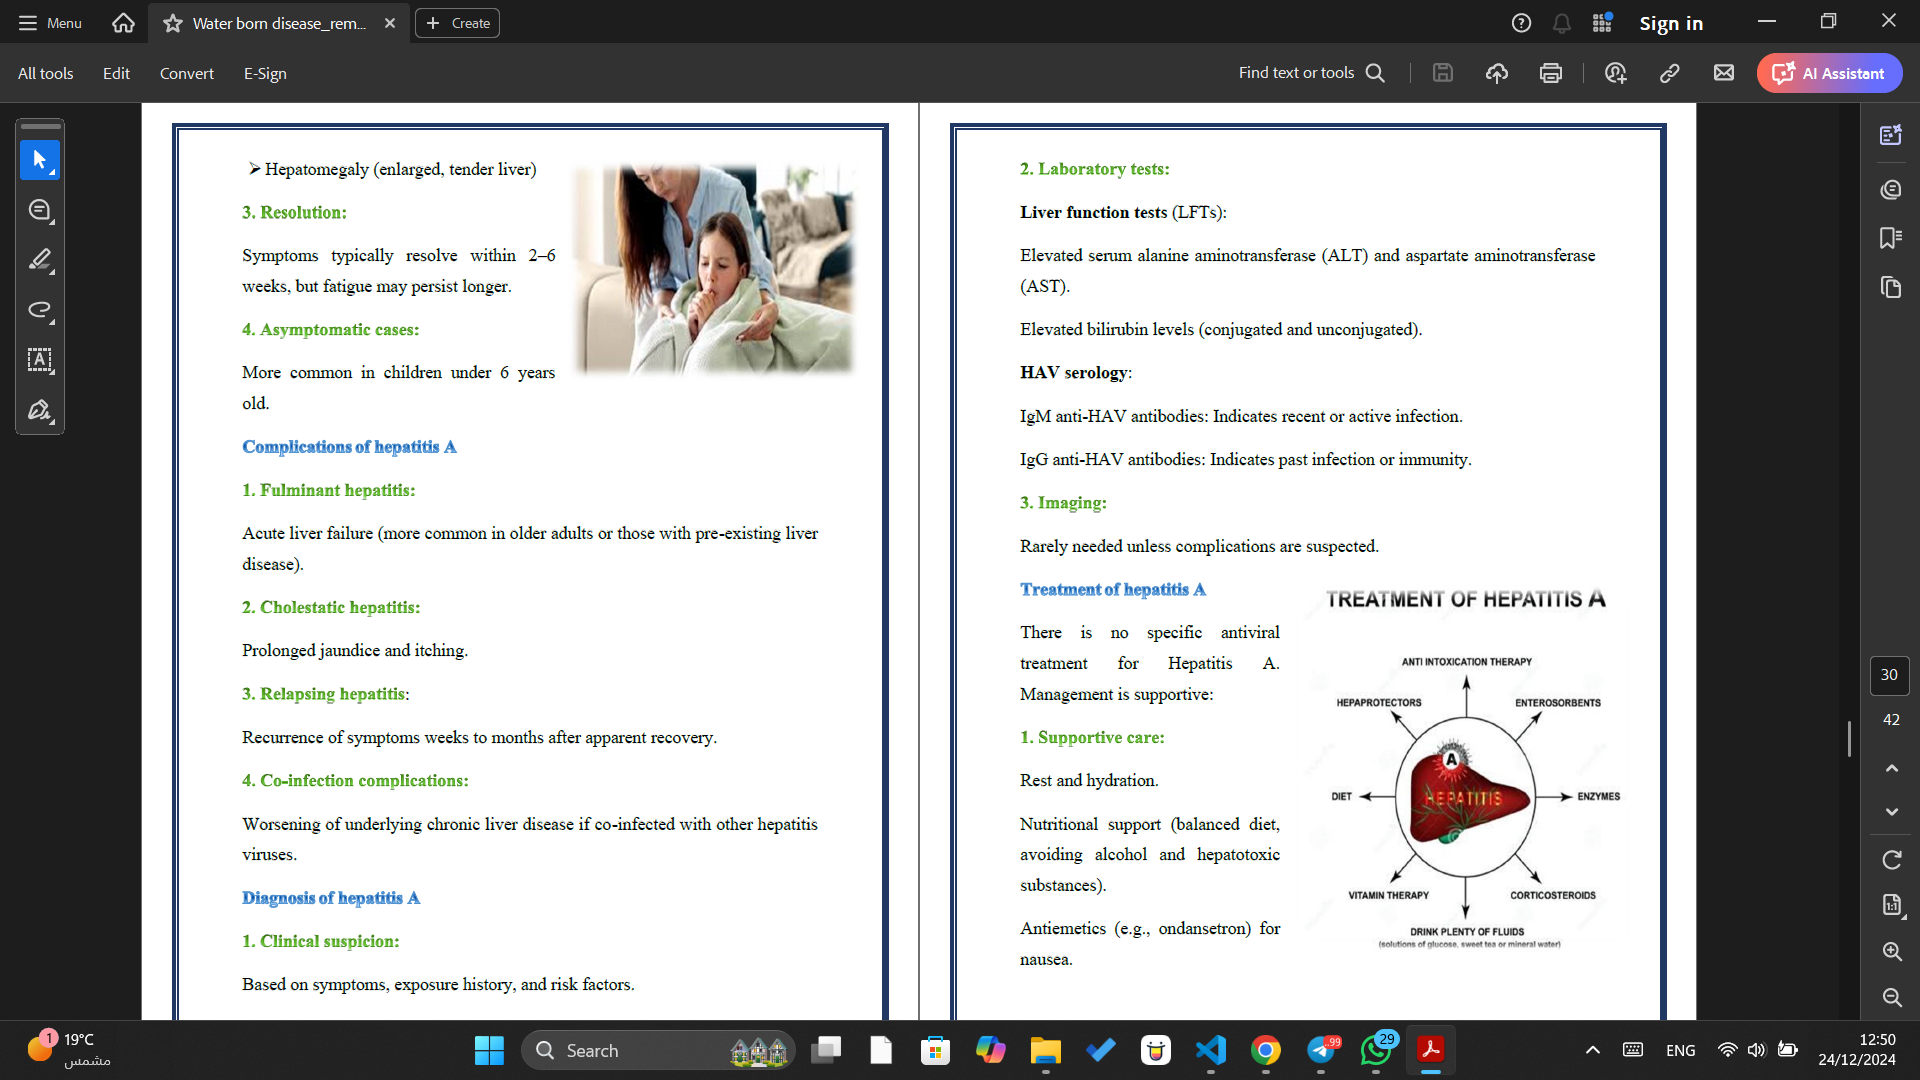 Menu
Water born disease_rem...
Create
Sign in
All tools
Edit
Convert
E-Sign
Find text or tools
AI Assistant
➢ Hepatomegaly (enlarged, tender liver)
3. Resolution:
Symptoms typically resolve within 2–6
weeks, but fatigue may persist longer.
4. Asymptomatic cases:
More common in children under 6 years
old.
Complications of hepatitis A
1. Fulminant hepatitis:
Acute liver failure (more common in older adults or those with pre-existing liver
disease).
2. Cholestatic hepatitis:
Prolonged jaundice and itching.
3. Relapsing hepatitis:
Recurrence of symptoms weeks to months after apparent recovery.
4. Co-infection complications:
Worsening of underlying chronic liver disease if co-infected with other hepatitis
viruses.
Diagnosis of hepatitis A
1. Clinical suspicion:
Based on symptoms, exposure history, and risk factors.
2. Laboratory tests:
Liver function tests (LFTs):
Elevated serum alanine aminotransferase (ALT) and aspartate aminotransferase
(AST).
Elevated bilirubin levels (conjugated and unconjugated).
HAV serology:
IgM anti-HAV antibodies: Indicates recent or active infection.
IgG anti-HAV antibodies: Indicates past infection or immunity.
3. Imaging:
Rarely needed unless complications are suspected.
Treatment of hepatitis A
There is no specific antiviral
treatment for Hepatitis A.
Management is supportive:
1. Supportive care:
Rest and hydration.
Nutritional support (balanced diet,
avoiding alcohol and hepatotoxic
substances).
Antiemetics (e.g., ondansetron) for
nausea.
TREATMENT OF HEPATITIS A
ANTI INTOXICATION THERAPY
HEPAPROTECTORS
ENTEROSORBENTS
A
HEPATITIS
DIET
ENZYMES
VITAMIN THERAPY
CORTICOSTEROIDS
DRINK PLENTY OF FLUIDS
(solutions of glucose, sweet tea or mineral water)
30
42
1:1
1
19°C
مشمس
Search
99
29
ENG
12:50
24/12/2024